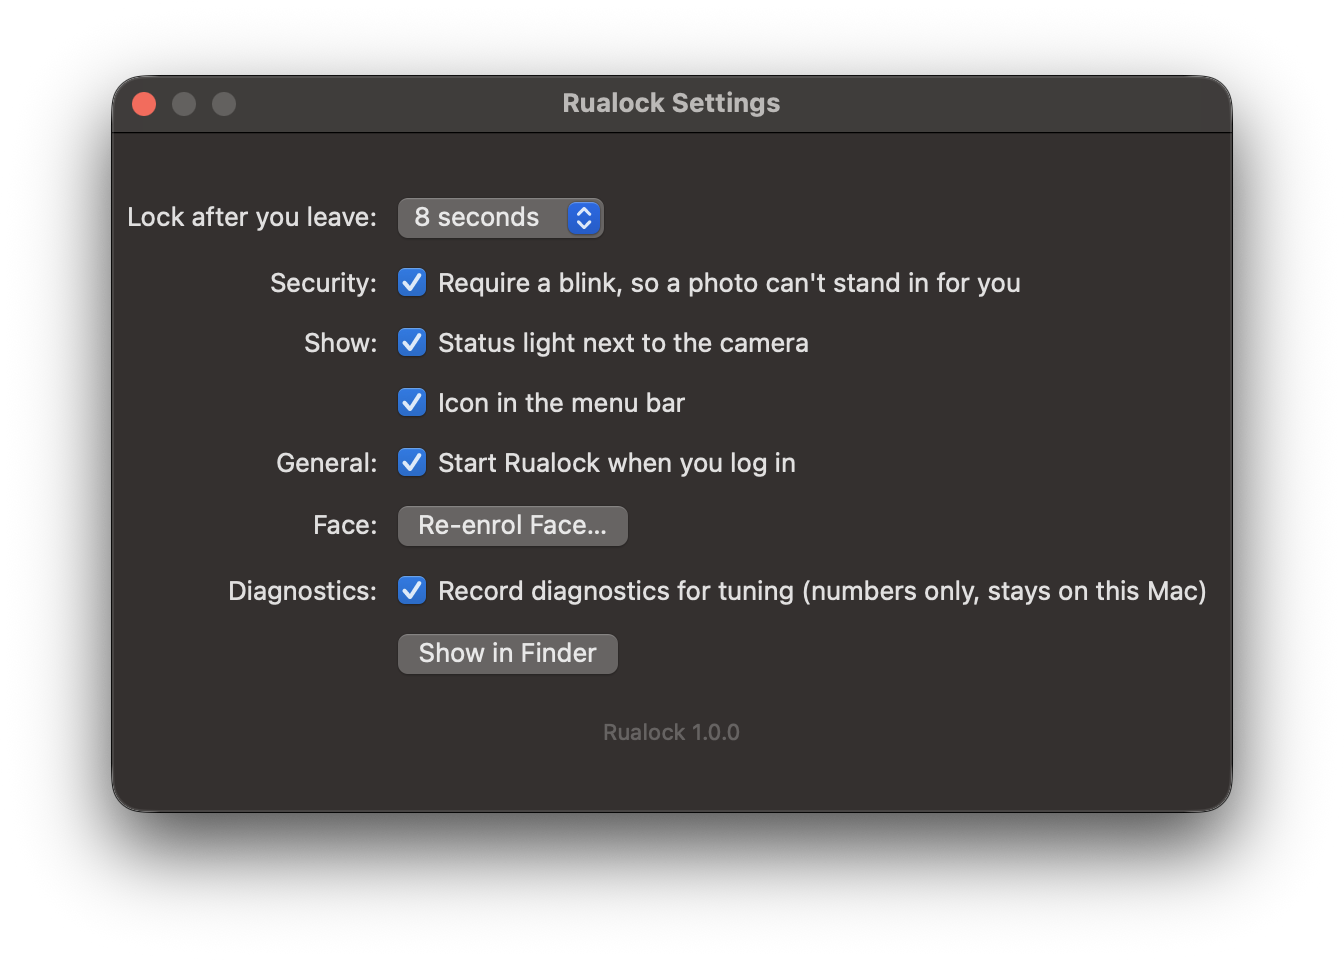 Rualock Settings
Lock after you leave: 8 seconds
Security: Require a blink, so a photo can't stand in for you
Show: Status light next to the camera
Icon in the menu bar
General: Start Rualock when you log in
Face: Re-enrol Face...
Diagnostics: Record diagnostics for tuning (numbers only, stays on this Mac)
Show in Finder
Rualock 1.0.0